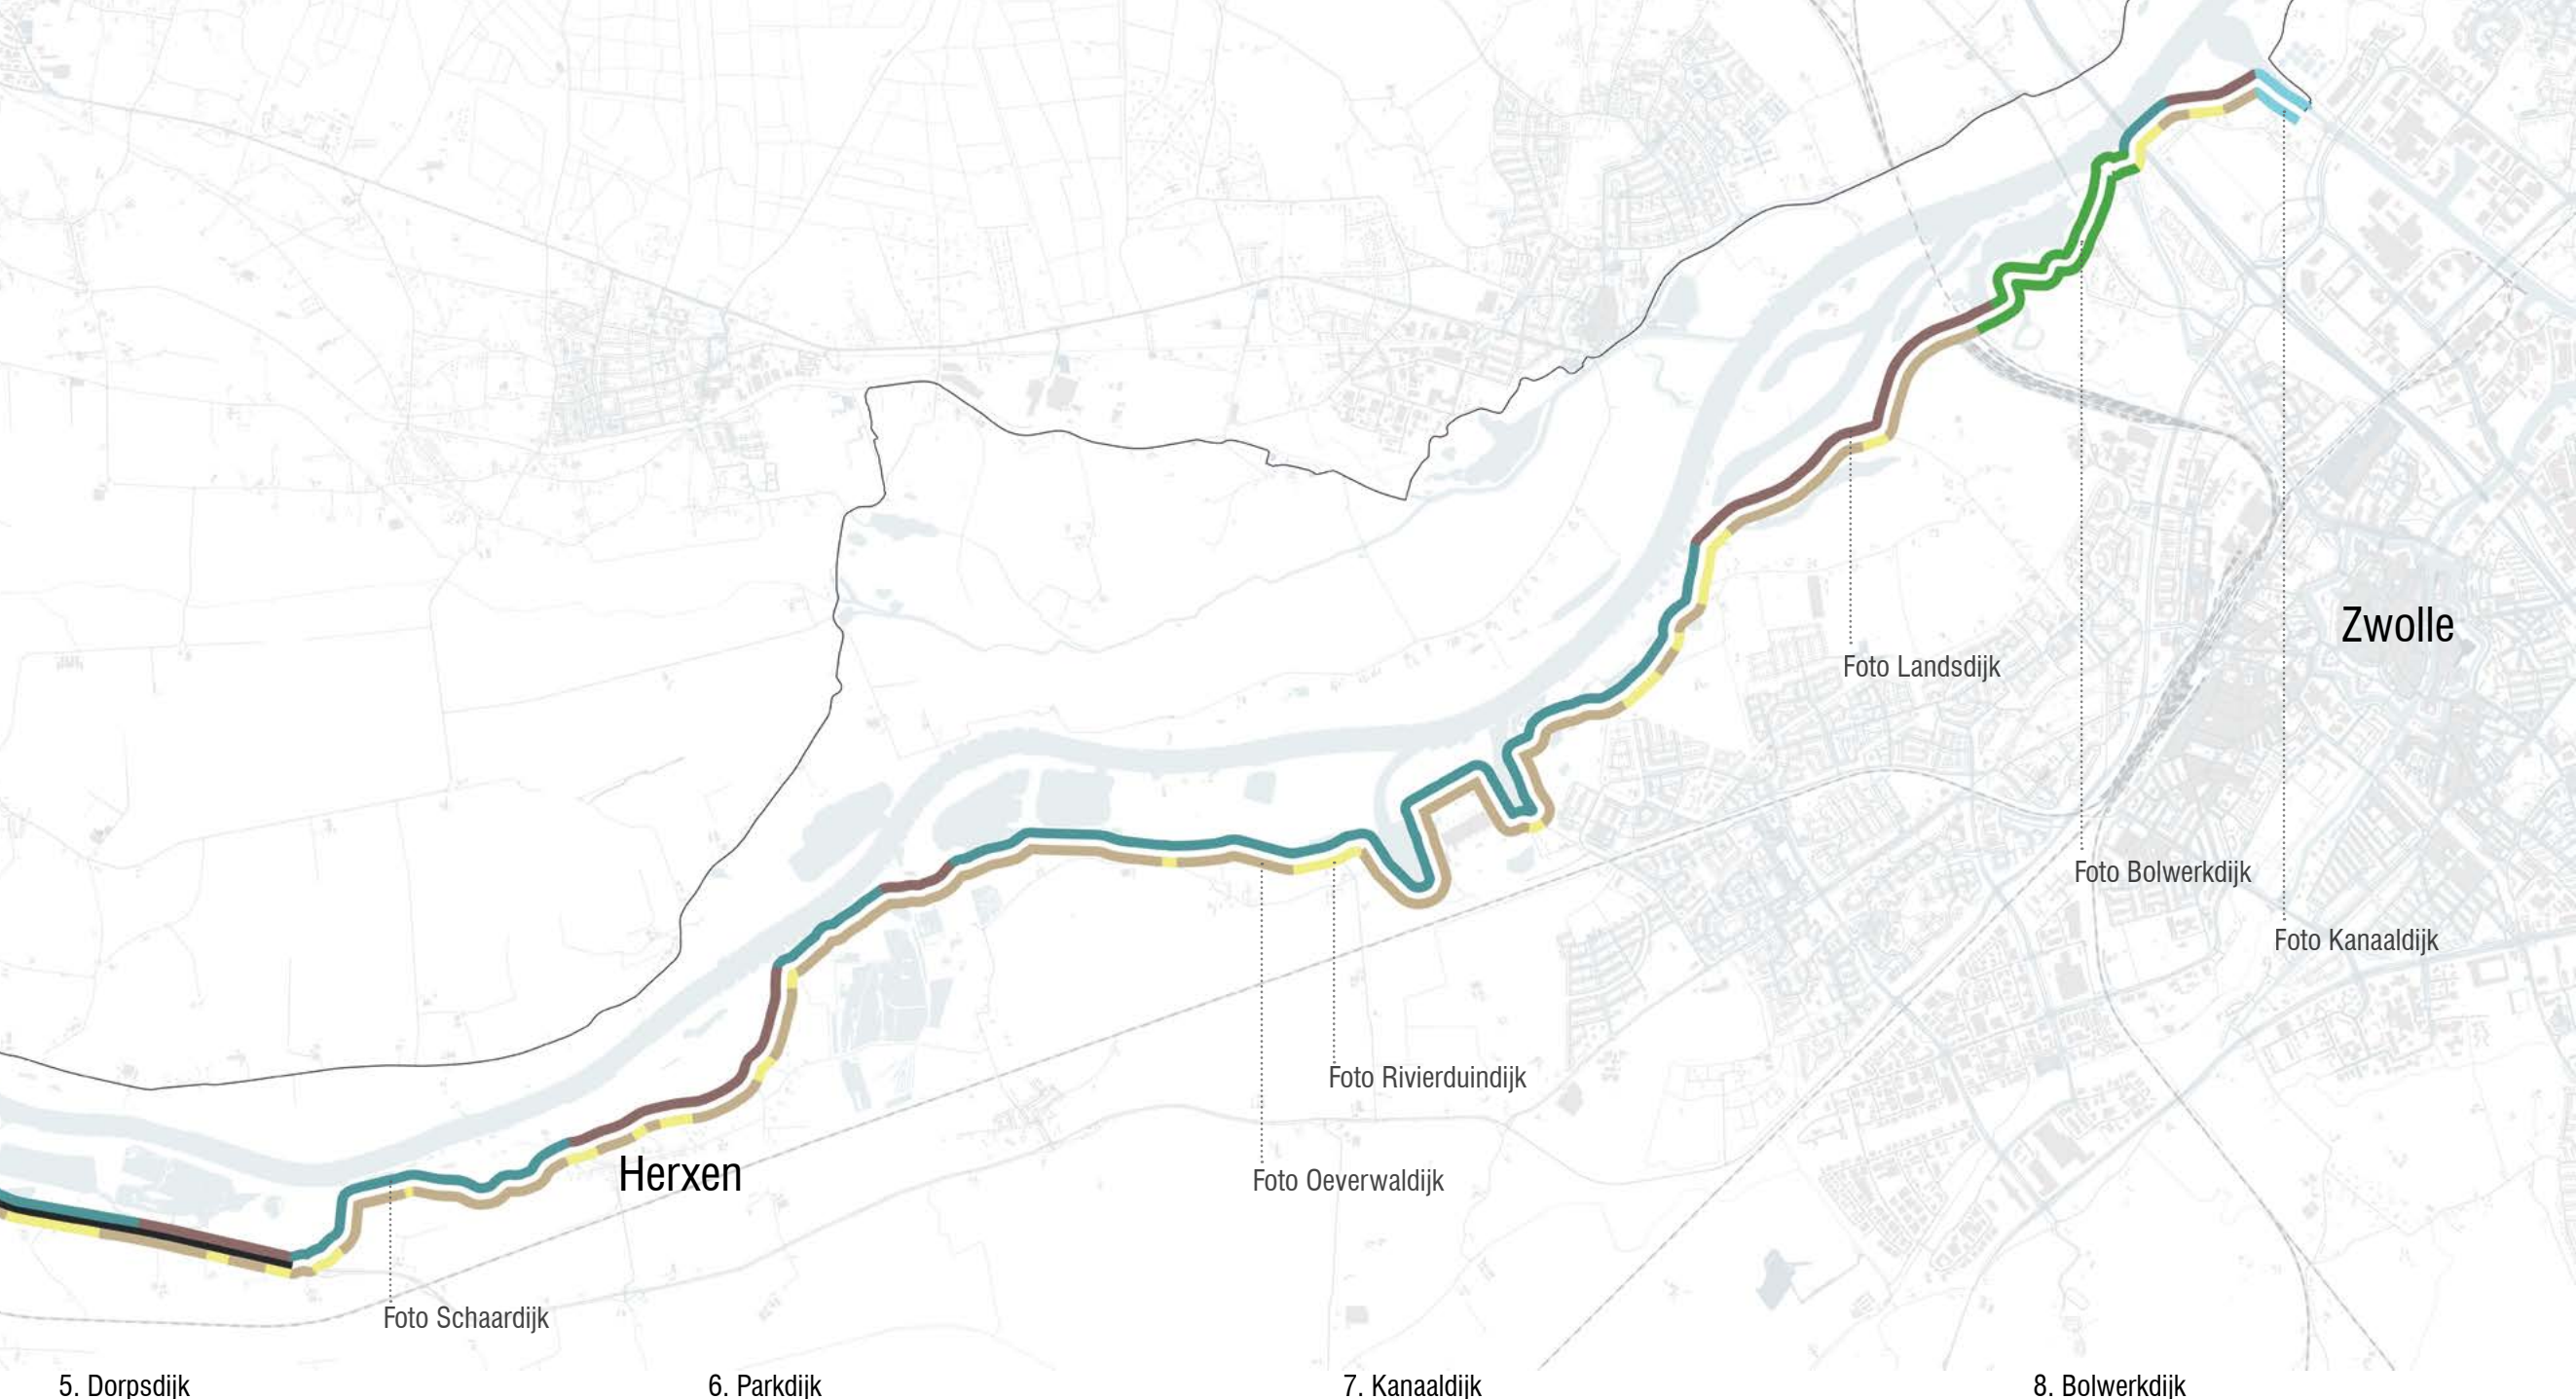 Zwolle
Foto Landsdijk
Foto Bolwerkdijk
Foto Kanaaldijk
Foto Rivierduindijk
Herxen
Foto Oeverwaldijk
Foto Schaardijk
5. Dorpsdijk
6. Parkdijk
7. Kanaaldijk
8. Bolwerkdijk